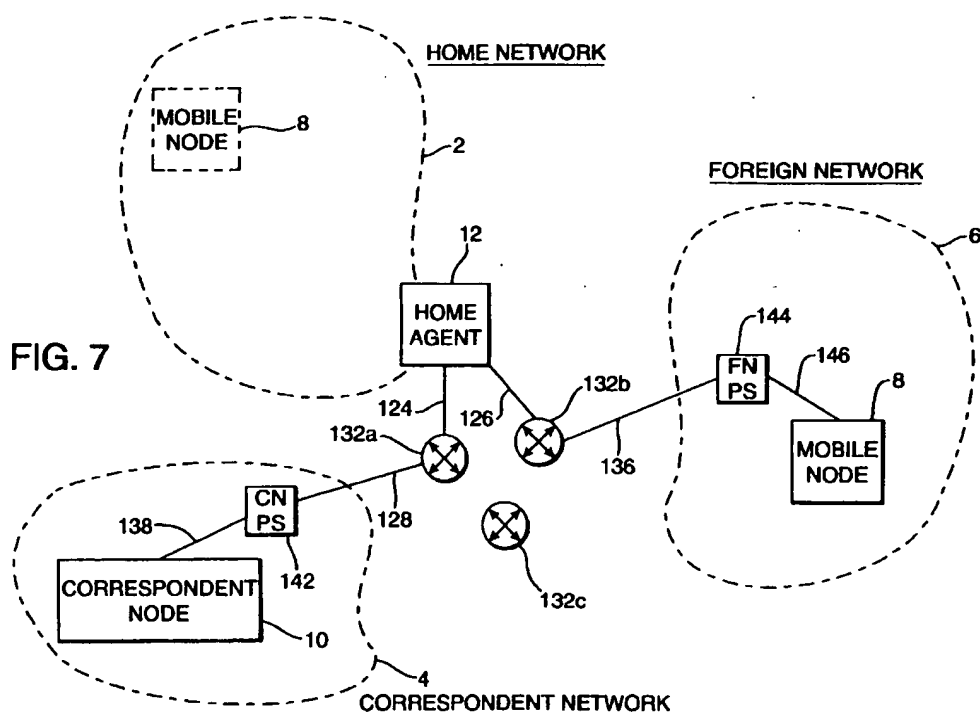 HOME NETWORK
MOBILE
NODE
8
2
FOREIGN NETWORK
6
12
HOME
AGENT
144
FN
PS
146
8
FIG. 7
132b
124
126
132a
136
MOBILE
NODE
CN
PS
128
138
142
132c
CORRESPONDENT
NODE
10
4
CORRESPONDENT NETWORK